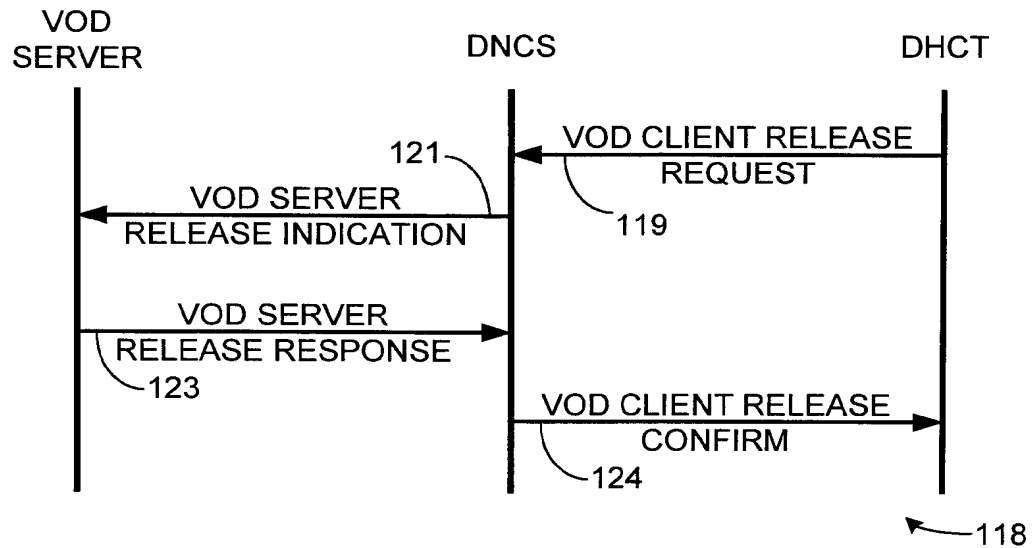 VOD
SERVER
DNCS
DHCT
VOD CLIENT RELEASE
REQUEST
119
121
VOD SERVER
RELEASE INDICATION
VOD SERVER
RELEASE RESPONSE
123
VOD CLIENT RELEASE
CONFIRM
124
118